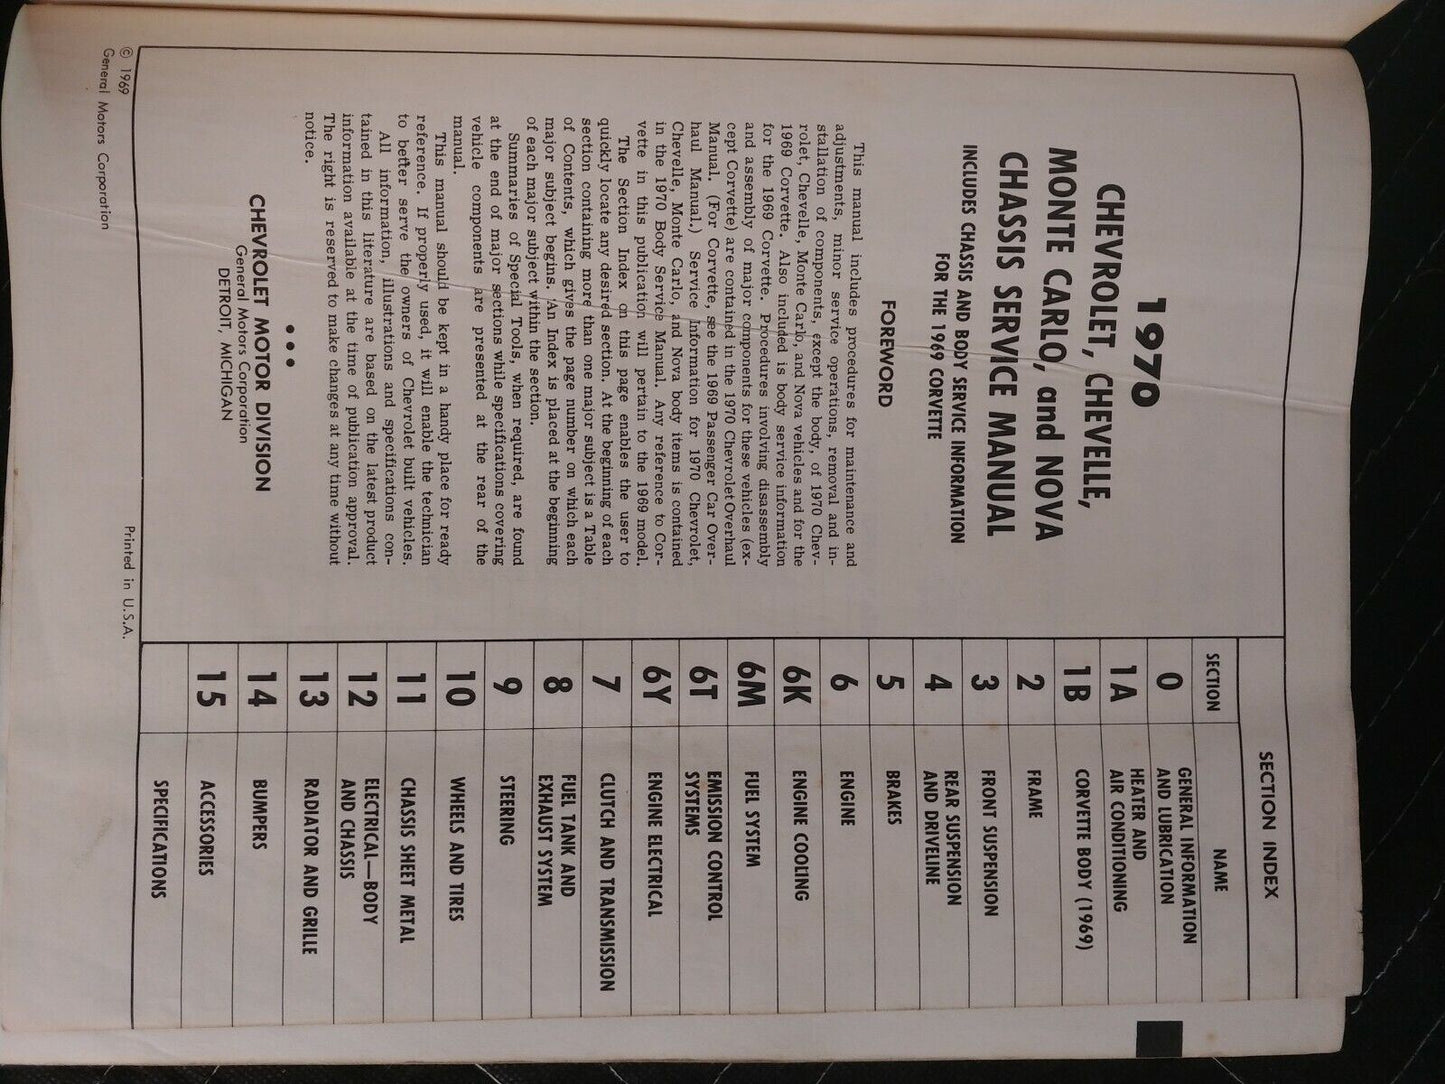 1970
CHEVROLET, CHEVELLE,
MONTE CARLO, and NOVA
CHASSIS SERVICE MANUAL
INCLUDES CHASSIS AND BODY SERVICE INFORMATION
FOR THE 1969 CORVETTE
FOREWORD
This manual includes procedures for maintenance and
adjustments, minor service operations, removal and in-
stallation of components, except the body, of 1970 Chev-
rolet, Chevelle, Monte Carlo, and Nova vehicles and for the
1969 Corvette. Also included is body service information
for the 1969 Corvette. Procedures involving disassembly
and assembly of major components for these vehicles (ex-
cept Corvette) are contained in the 1970 Chevrolet Overhaul
Manual. (For Corvette, see the 1969 Passenger Car Over-
haul Manual.) Service Information for 1970 Chevrolet,
Chevelle, Monte Carlo, and Nova body items is contained
in the 1970 Body Service Manual. Any reference to Cor-
vette in this publication will pertain to the 1969 model.
The Section Index on this page enables the user to
quickly locate any desired section. At the beginning of each
section containing more than one major subject is a Table
of Contents, which gives the page number on which each
major subject begins. An Index is placed at the beginning
of each major subject within the section.
Summaries of Special Tools, when required, are found
at the end of major sections while specifications covering
vehicle components are presented at the rear of the
manual.
This manual should be kept in a handy place for ready
reference. If properly used, it will enable the technician
to better serve the owners of Chevrolet built vehicles.
All information, illustrations and specifications con-
tained in this literature are based on the latest product
information available at the time of publication approval.
The right is reserved to make changes at any time without
notice.
CHEVROLET MOTOR DIVISION
General Motors Corporation
DETROIT, MICHIGAN
© 1969
General Motors Corporation
Printed in U.S.A.
SECTION INDEX
SECTION NAME
0 GENERAL INFORMATION
AND LUBRICATION
1A HEATER AND
AIR CONDITIONING
1B CORVETTE BODY (1969)
2 FRAME
3 FRONT SUSPENSION
4 REAR SUSPENSION
AND DRIVELINE
5 BRAKES
6 ENGINE
6K ENGINE COOLING
6M FUEL SYSTEM
6T EMISSION CONTROL
SYSTEMS
6Y ENGINE ELECTRICAL
7 CLUTCH AND TRANSMISSION
8 FUEL TANK AND
EXHAUST SYSTEM
9 STEERING
10 WHEELS AND TIRES
11 CHASSIS SHEET METAL
12 ELECTRICAL—BODY
AND CHASSIS
13 RADIATOR AND GRILLE
14 BUMPERS
15 ACCESSORIES
SPECIFICATIONS